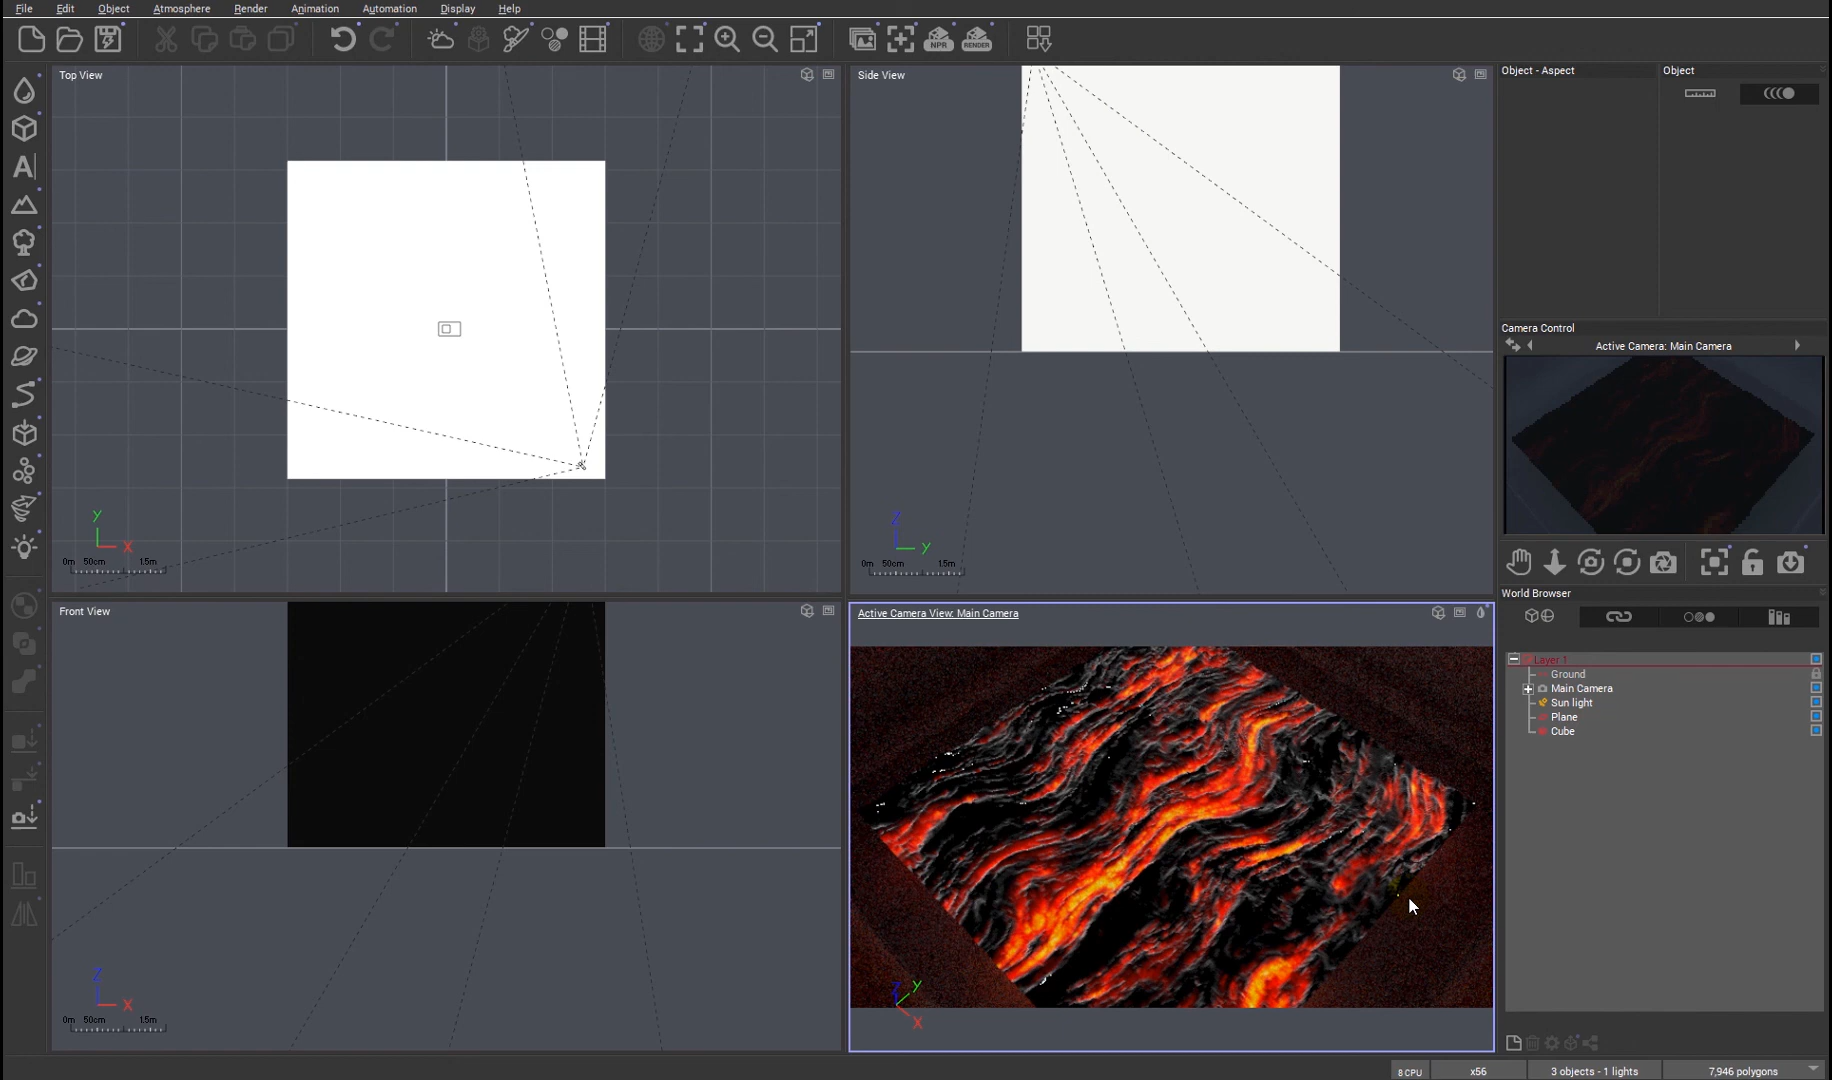 File Edit Object Atmosphere Render Animation Automation Display Help
NPR RENDER
A
Top View
Side View
Object - Aspect
Object
Y
X
0m 50cm 1.5m
Z
Y
0m 50cm 1.5m
Camera Control
Active Camera: Main Camera
World Browser
Front View
Active Camera View: Main Camera
Layer 1
Ground
Main Camera
Sun light
Plane
Cube
Z
X
0m 50cm 1.5m
Z
Y
X
8 CPU x56 3 objects - 1 lights 7,946 polygons